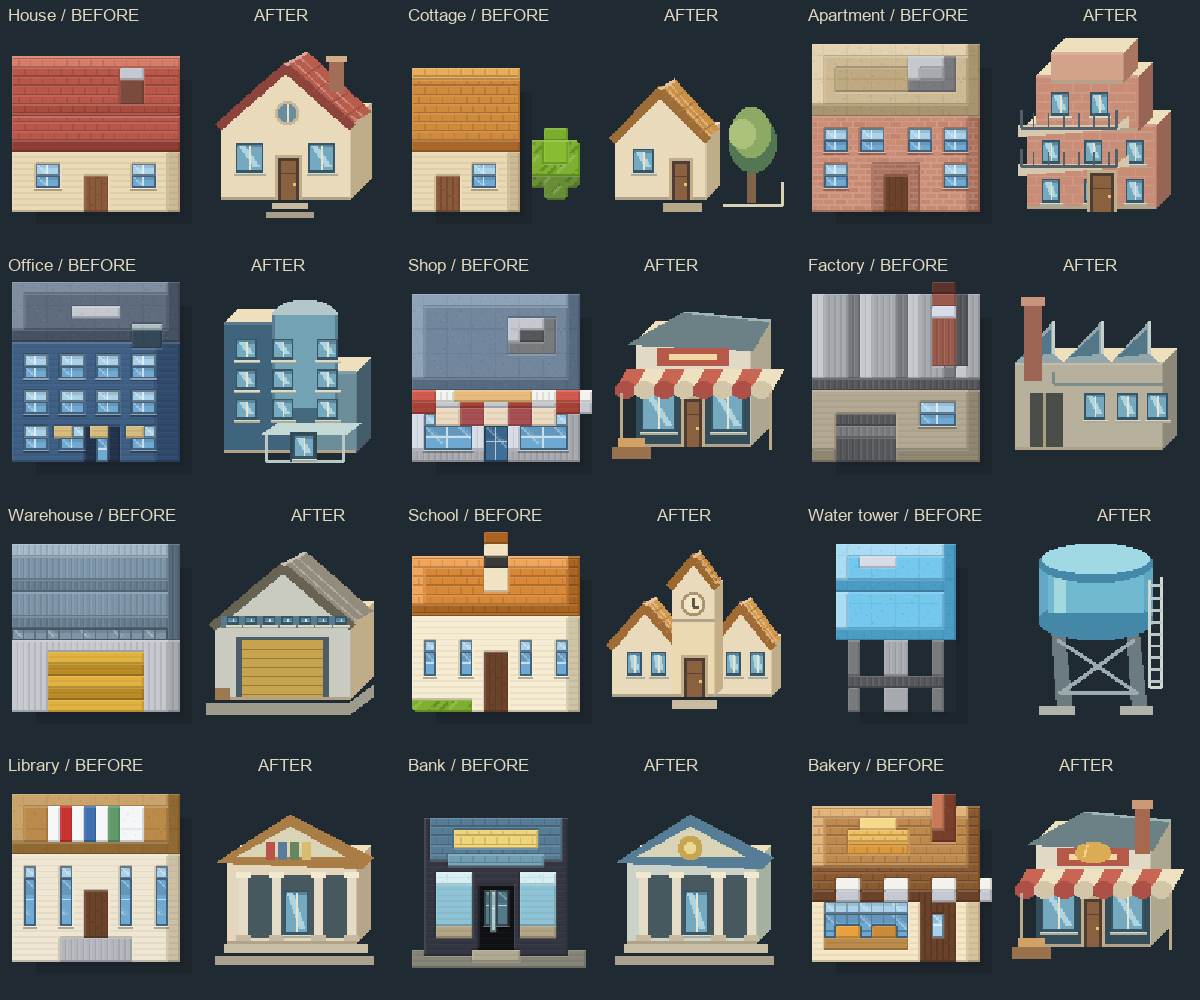 House / BEFORE
AFTER
Cottage / BEFORE
AFTER
Apartment / BEFORE
AFTER
Office / BEFORE
AFTER
Shop / BEFORE
AFTER
Factory / BEFORE
AFTER
Warehouse / BEFORE
AFTER
School / BEFORE
AFTER
Water tower / BEFORE
AFTER
Library / BEFORE
AFTER
Bank / BEFORE
AFTER
Bakery / BEFORE
AFTER